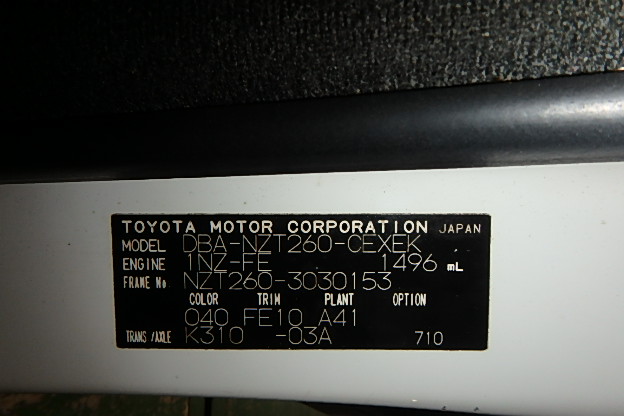 TOYOTA MOTOR CORPORATION JAPAN
MODEL DBA-NZT260-CEXEK
ENGINE 1NZ-FE 1496 mL
FRAME No. NZT260-3030153
COLOR TRIM PLANT OPTION
040 FE10 A41
TRANS/AXLE K310 -03A 710